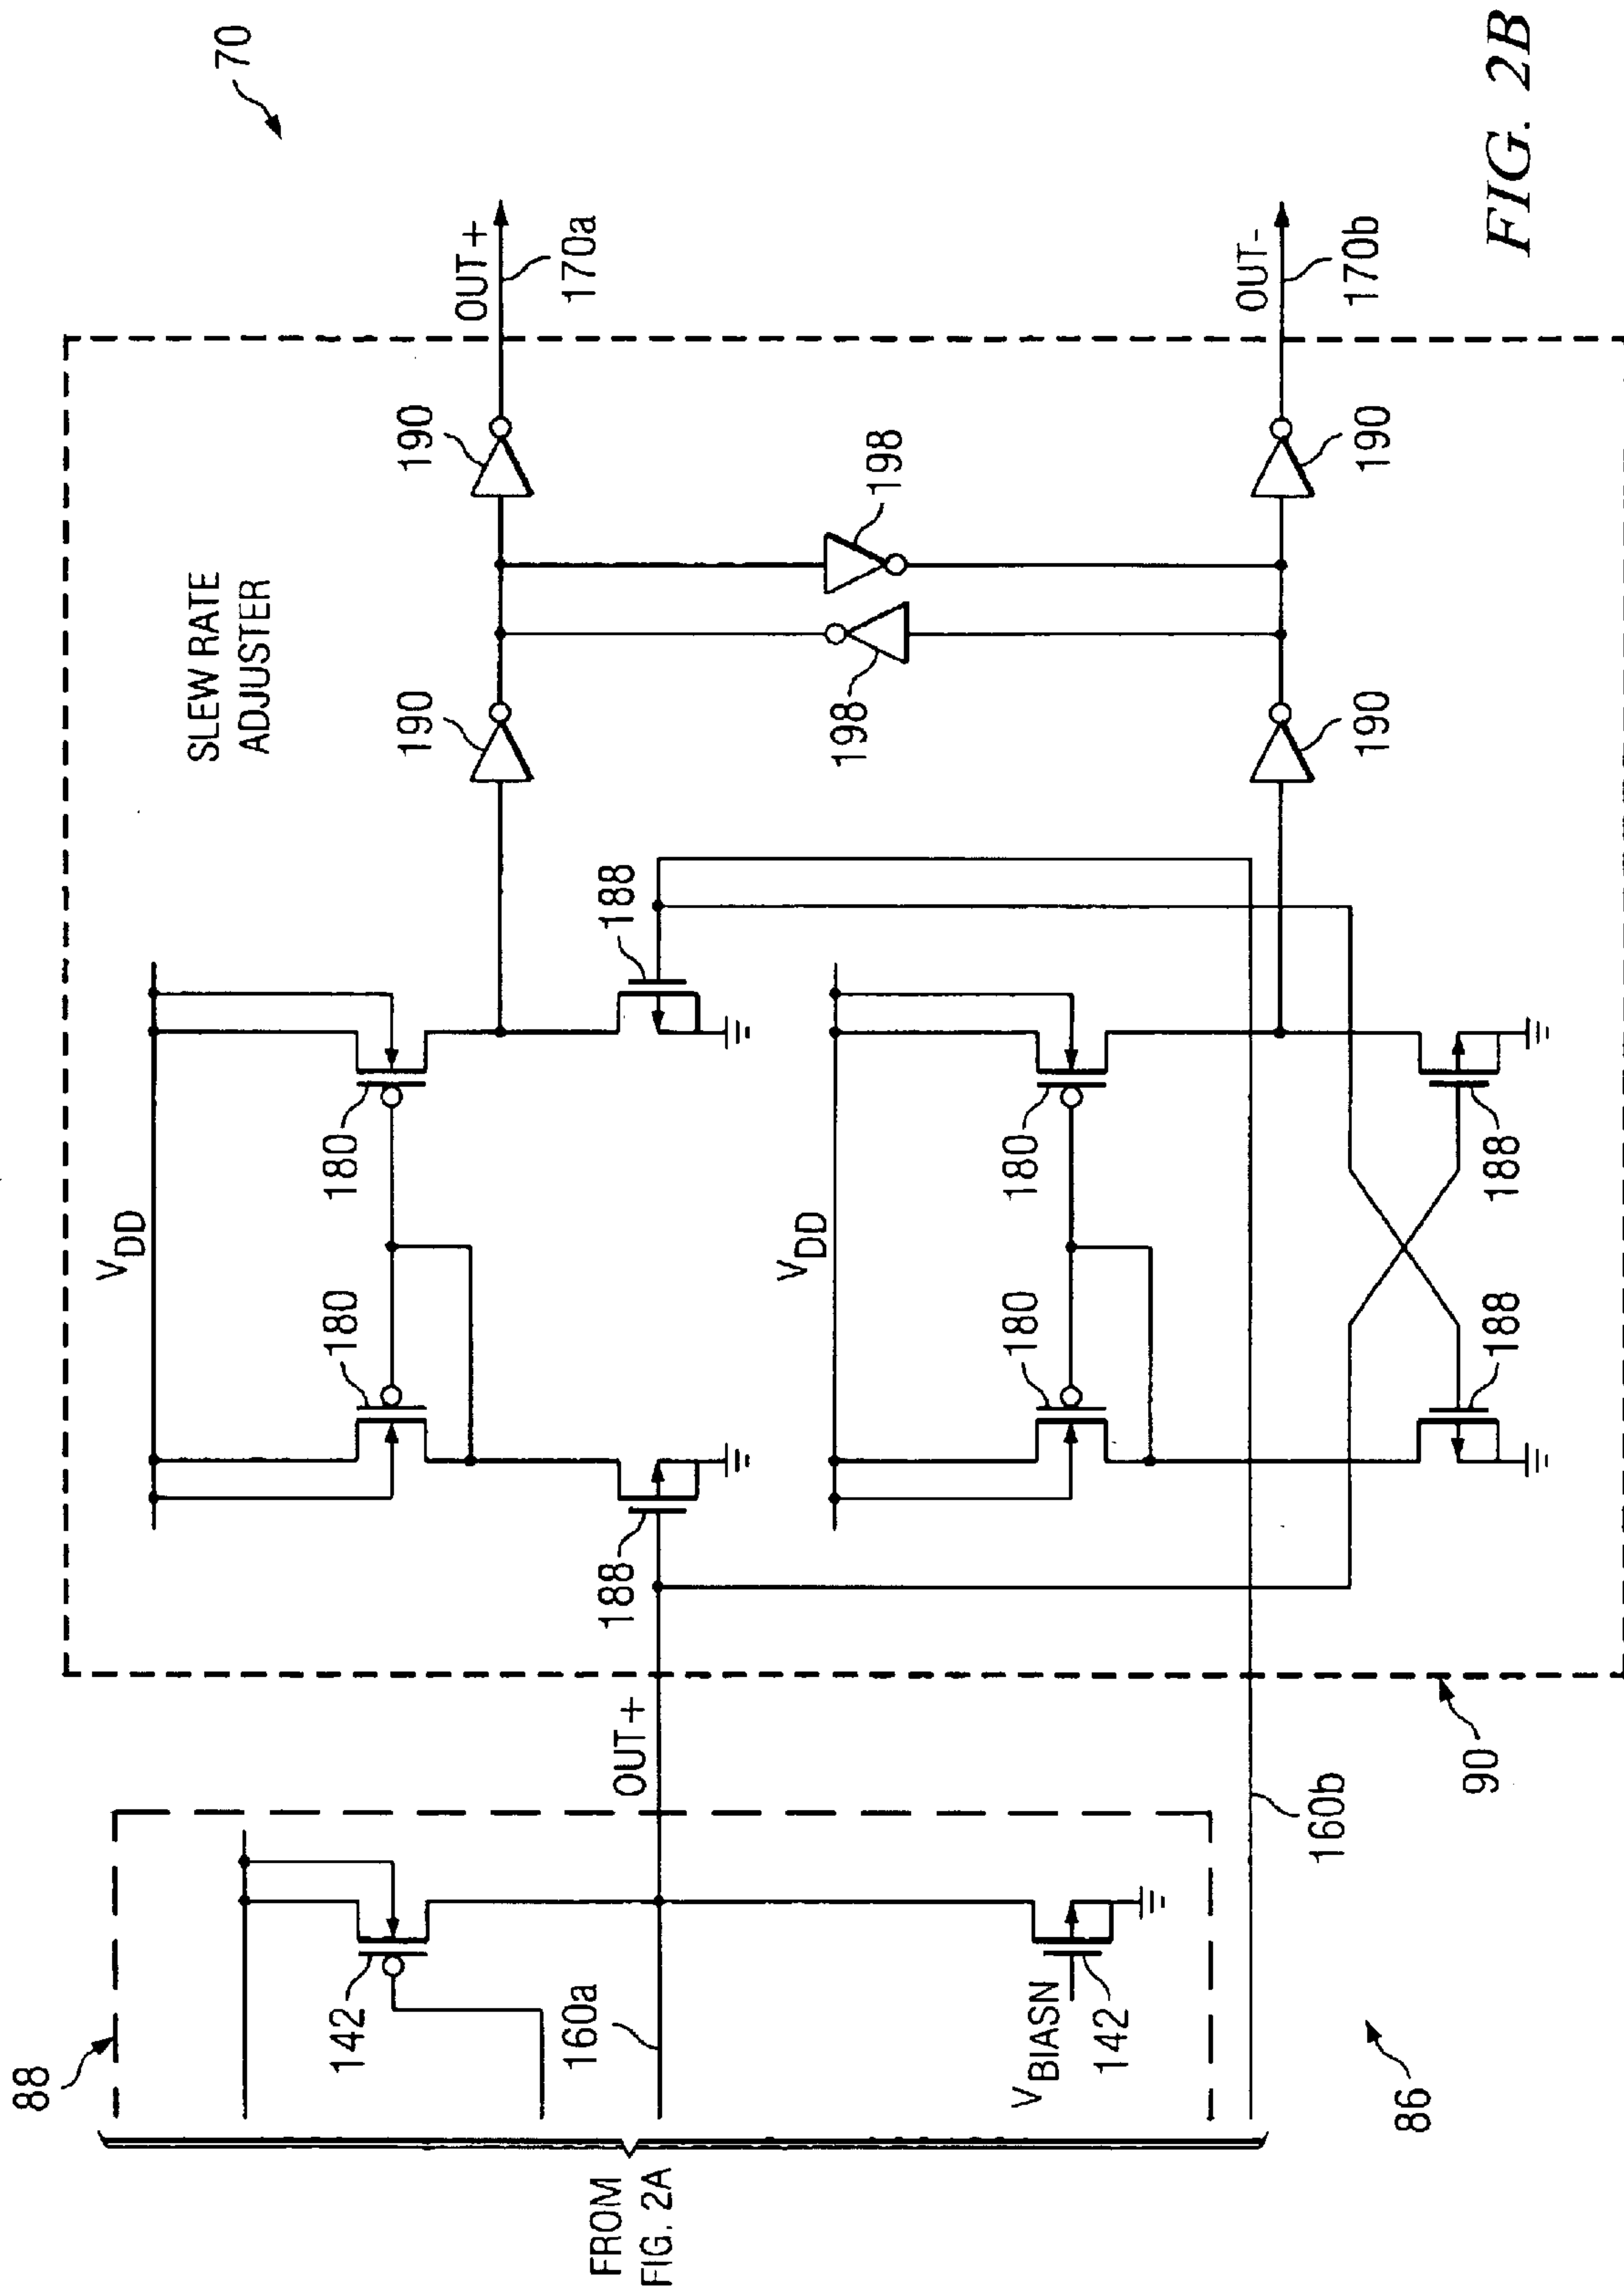 70
SLEW RATE
ADJUSTER
VDD
180
180
190
190
OUT+
170a
188
188
198
198
VDD
180
180
188
188
190
190
OUT-
170b
88
142
160a
OUT+
VBIASN
142
160b
90
86
FROM
FIG. 2A
FIG. 2B